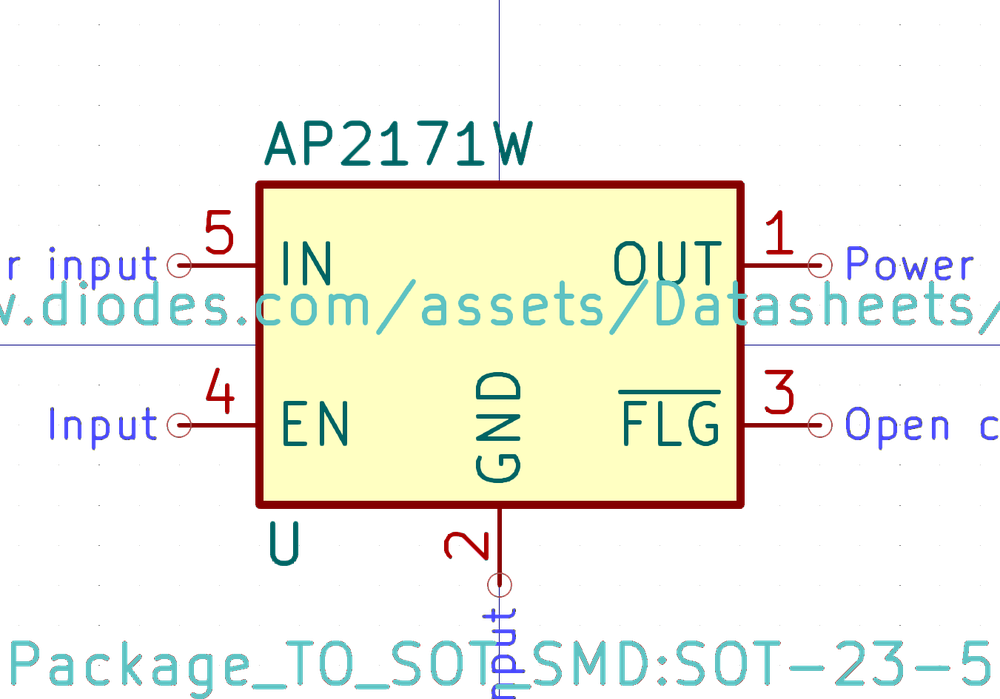 AP2171W
5 1
r input IN OUT Power
.diodes.com/assets/Datasheets/
4 3
Input EN GND FLG Open c
U 2
nput
Package_TO_SOT_SMD:SOT-23-5